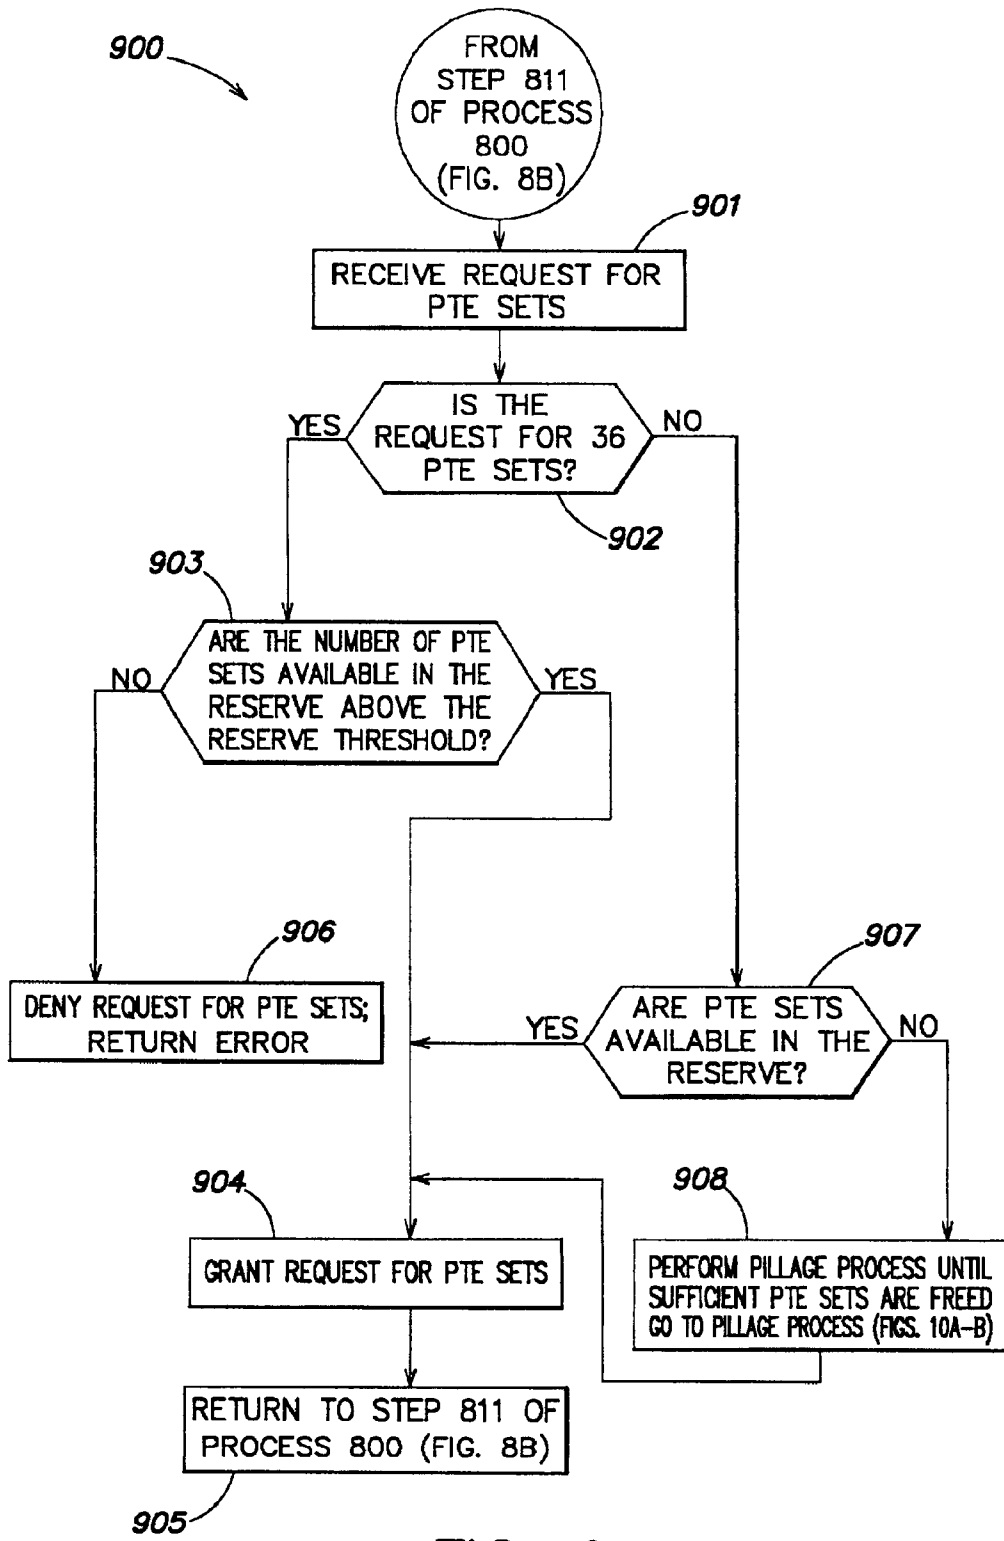 900
FROM
STEP 811
OF PROCESS
800
(FIG. 8B)
901
RECEIVE REQUEST FOR
PTE SETS
IS THE
REQUEST FOR 36
PTE SETS?
YES
NO
902
903
ARE THE NUMBER OF PTE
SETS AVAILABLE IN THE
RESERVE ABOVE THE
RESERVE THRESHOLD?
NO
YES
906
DENY REQUEST FOR PTE SETS;
RETURN ERROR
907
ARE PTE SETS
AVAILABLE IN THE
RESERVE?
YES
NO
904
GRANT REQUEST FOR PTE SETS
908
PERFORM PILLAGE PROCESS UNTIL
SUFFICIENT PTE SETS ARE FREED
GO TO PILLAGE PROCESS (FIGS. 10A-B)
RETURN TO STEP 811 OF
PROCESS 800 (FIG. 8B)
905